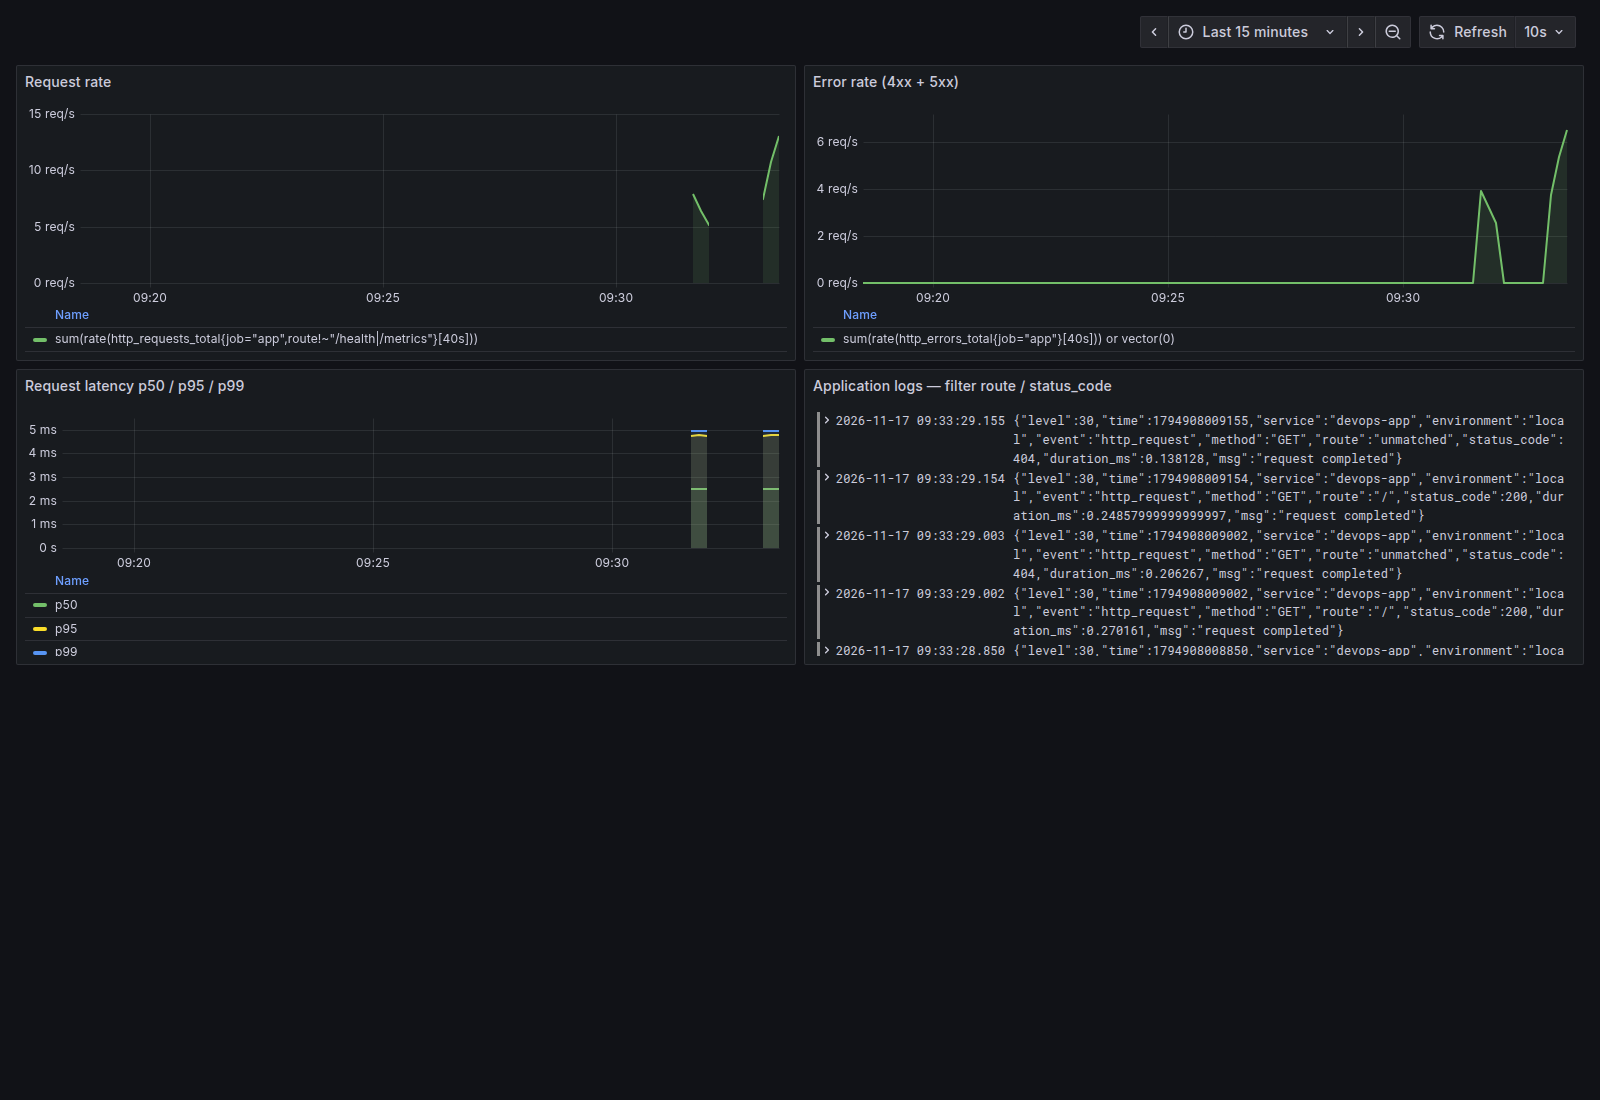 Last 15 minutes
Refresh
10s
Request rate
15 req/s
10 req/s
5 req/s
0 req/s
09:20
09:25
09:30
Name
sum(rate(http_requests_total{job="app",route!~"/health|/metrics"}[40s]))
Error rate (4xx + 5xx)
6 req/s
4 req/s
2 req/s
0 req/s
09:20
09:25
09:30
Name
sum(rate(http_errors_total{job="app"}[40s])) or vector(0)
Request latency p50 / p95 / p99
5 ms
4 ms
3 ms
2 ms
1 ms
0 s
09:20
09:25
09:30
Name
p50
p95
p99
Application logs — filter route / status_code
2026-11-17 09:33:29.155 {"level":30,"time":1794908009155,"service":"devops-app","environment":"loca
l","event":"http_request","method":"GET","route":"unmatched","status_code":
404,"duration_ms":0.138128,"msg":"request completed"}
2026-11-17 09:33:29.154 {"level":30,"time":1794908009154,"service":"devops-app","environment":"loca
l","event":"http_request","method":"GET","route":"/","status_code":200,"dur
ation_ms":0.24857999999999997,"msg":"request completed"}
2026-11-17 09:33:29.003 {"level":30,"time":1794908009002,"service":"devops-app","environment":"loca
l","event":"http_request","method":"GET","route":"unmatched","status_code":
404,"duration_ms":0.206267,"msg":"request completed"}
2026-11-17 09:33:29.002 {"level":30,"time":1794908009002,"service":"devops-app","environment":"loca
l","event":"http_request","method":"GET","route":"/","status_code":200,"dur
ation_ms":0.270161,"msg":"request completed"}
2026-11-17 09:33:28.850 {"level":30,"time":1794908008850,"service":"devops-app","environment":"loca